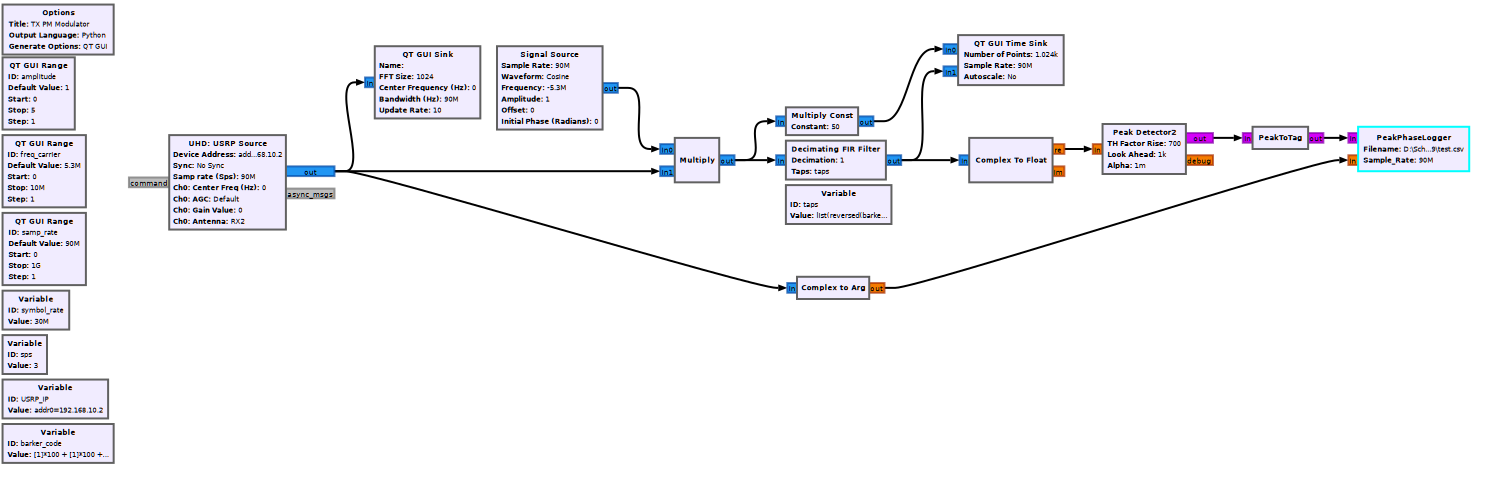 Options
Title: TX PM Modulator
Output Language: Python
Generate Options: QT GUI
QT GUI Range
ID: amplitude
Default Value: 1
Start: 0
Stop: 5
Step: 1
QT GUI Range
ID: freq_carrier
Default Value: 5.3M
Start: 0
Stop: 10M
Step: 1
QT GUI Range
ID: samp_rate
Default Value: 90M
Start: 0
Stop: 1G
Step: 1
Variable
ID: symbol_rate
Value: 30M
Variable
ID: sps
Value: 3
Variable
ID: USRP_IP
Value: addr0=192.168.10.2
Variable
ID: barker_code
Value: [1]*100 + [1]*100 +...
command
UHD: USRP Source
Device Address: add...68.10.2
Sync: No Sync
Samp rate (Sps): 90M
Ch0: Center Freq (Hz): 0
Ch0: AGC: Default
Ch0: Gain Value: 0
Ch0: Antenna: RX2
out
async_msgs
in
QT GUI Sink
Name:
FFT Size: 1024
Center Frequency (Hz): 0
Bandwidth (Hz): 90M
Update Rate: 10
Signal Source
Sample Rate: 90M
Waveform: Cosine
Frequency: -5.3M
Amplitude: 1
Offset: 0
Initial Phase (Radians): 0
out
in0
in1
Multiply
out
in
Multiply Const
Constant: 50
out
in
Decimating FIR Filter
Decimation: 1
Taps: taps
out
Variable
ID: taps
Value: list(reversed(barke...
in0
in1
QT GUI Time Sink
Number of Points: 1.024k
Sample Rate: 90M
Autoscale: No
in
Complex To Float
re
im
in
Peak Detector2
TH Factor Rise: 700
Look Ahead: 1k
Alpha: 1m
out
debug
in
PeakToTag
out
in
in
PeakPhaseLogger
Filename: D:\Sch...9\test.csv
Sample_Rate: 90M
in
Complex to Arg
out